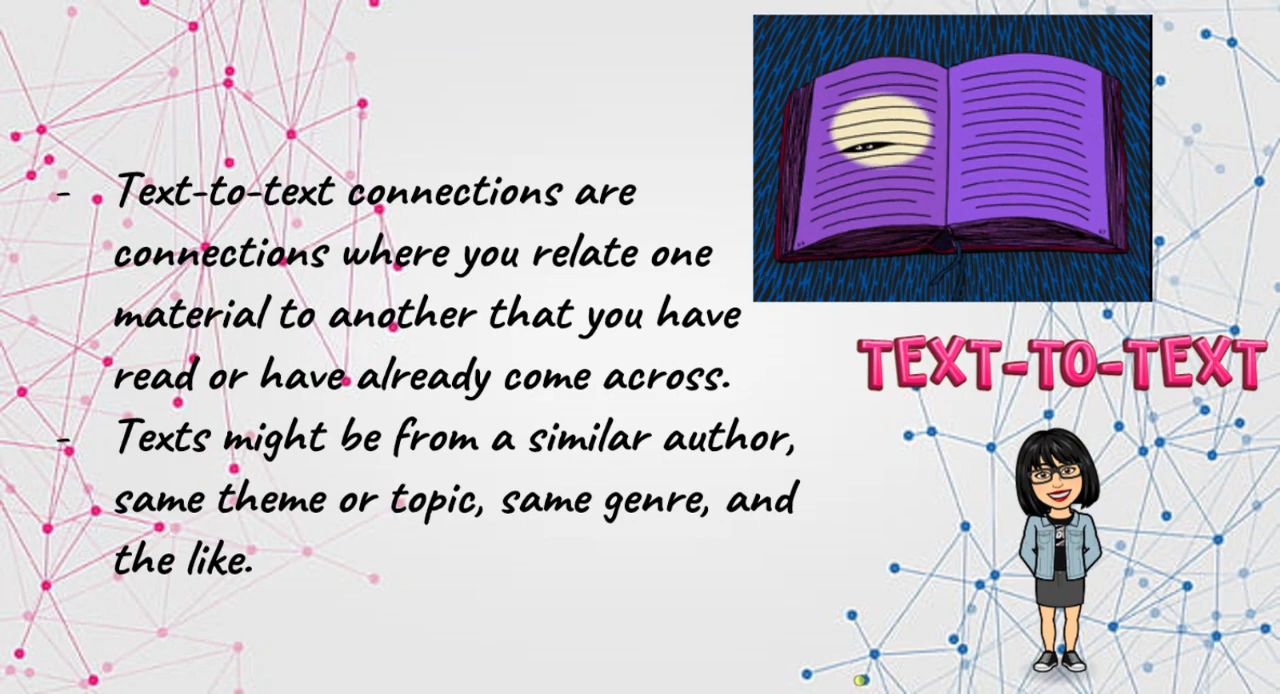 - Text-to-text connections are
connections where you relate one
material to another that you have
read or have already come across.
- Texts might be from a similar author,
same theme or topic, same genre, and
the like.
TEXT-TO-TEXT